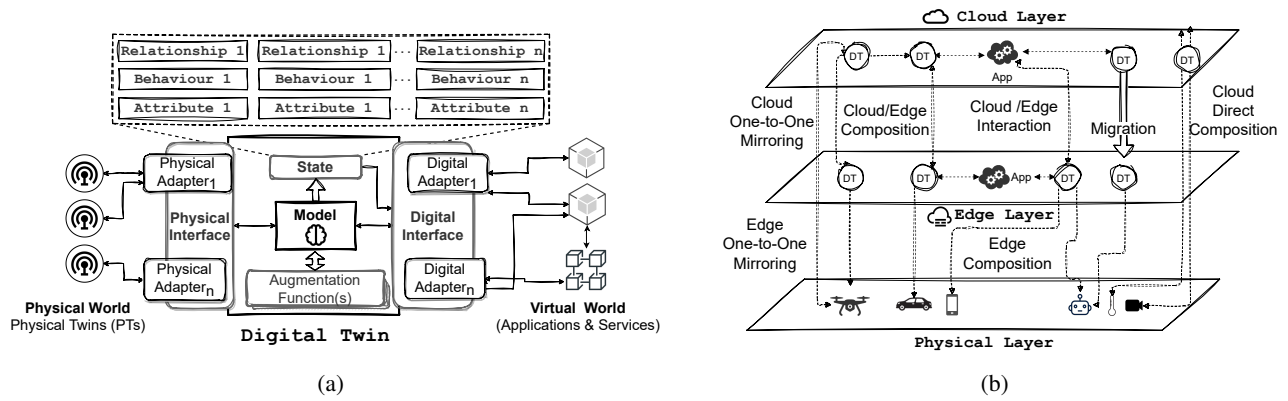 Relationship 1 Relationship 1 ... Relationship n
Behaviour 1 Behaviour 1 ... Behaviour n
Attribute 1 Attribute 1 ... Attribute n
Physical
Adapter1
State
Digital
Adapter1
Physical
Interface
Model
Digital
Interface
Physical
Adaptern
Augmentation
Function(s)
Digital
Adaptern
Physical World
Physical Twins (PTs)
Digital Twin
Virtual World
(Applications & Services)
(a)
Cloud Layer
DT
DT
App
DT
DT
Cloud
One-to-One
Mirroring
Cloud/Edge
Composition
Cloud /Edge
Interaction
Migration
Cloud
Direct
Composition
DT
DT
App
DT
DT
Edge Layer
Edge
One-to-One
Mirroring
Edge
Composition
Physical Layer
(b)